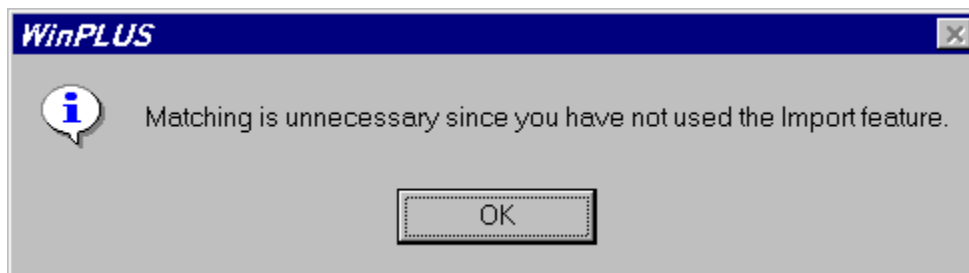 WinPLUS
Matching is unnecessary since you have not used the Import feature.
OK